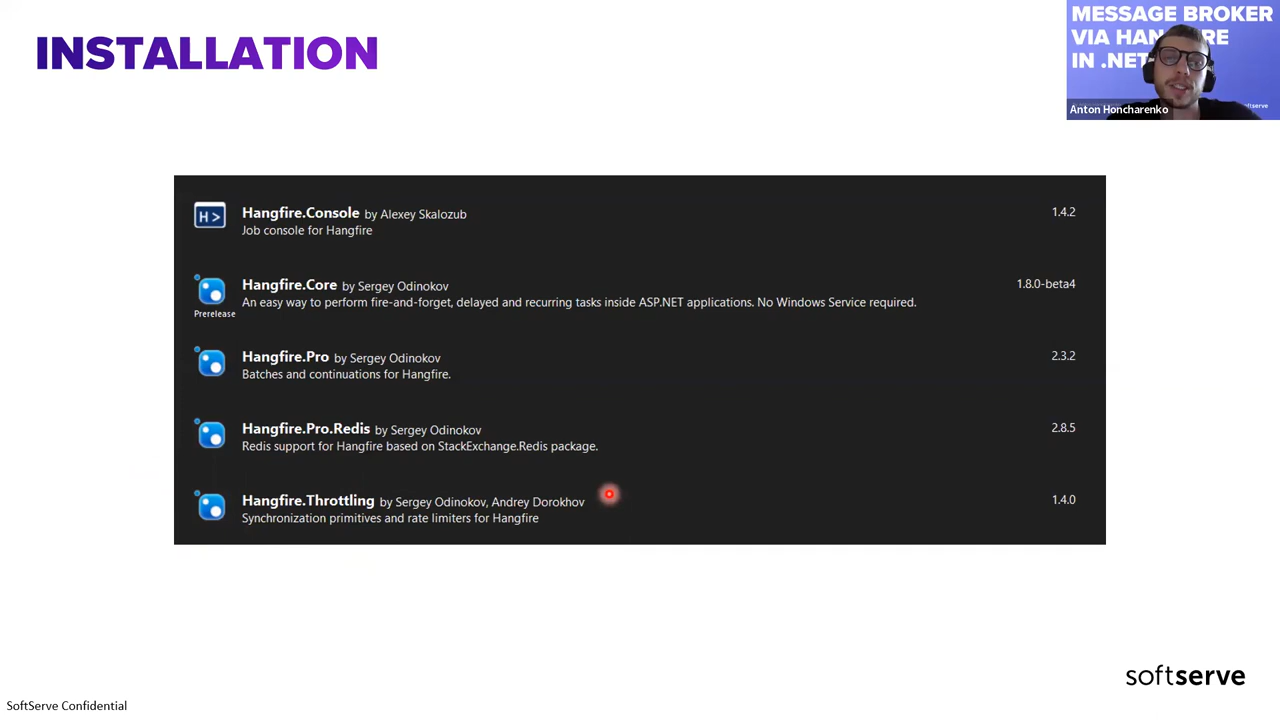 INSTALLATION
MESSAGE BROKER
VIA HANGFIRE
IN .NET
Anton Honcharenko
Hangfire.Console by Alexey Skalozub
1.4.2
Job console for Hangfire
Hangfire.Core by Sergey Odinokov
1.8.0-beta4
An easy way to perform fire-and-forget, delayed and recurring tasks inside ASP.NET applications. No Windows Service required.
Prerelease
Hangfire.Pro by Sergey Odinokov
2.3.2
Batches and continuations for Hangfire.
Hangfire.Pro.Redis by Sergey Odinokov
2.8.5
Redis support for Hangfire based on StackExchange.Redis package.
Hangfire.Throttling by Sergey Odinokov, Andrey Dorokhov
1.4.0
Synchronization primitives and rate limiters for Hangfire
softserve
SoftServe Confidential